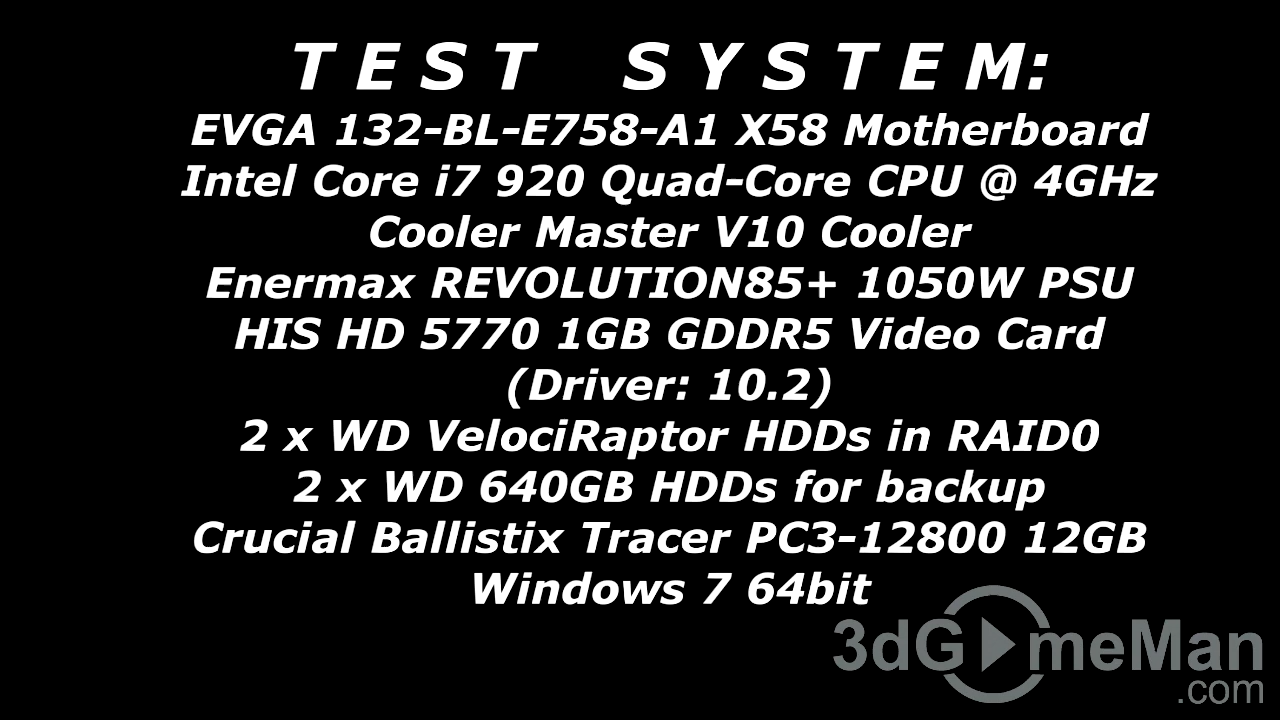 TEST SYSTEM:
EVGA 132-BL-E758-A1 X58 Motherboard
Intel Core i7 920 Quad-Core CPU @ 4GHz
Cooler Master V10 Cooler
Enermax REVOLUTION85+ 1050W PSU
HIS HD 5770 1GB GDDR5 Video Card
(Driver: 10.2)
2 x WD VelociRaptor HDDs in RAID0
2 x WD 640GB HDDs for backup
Crucial Ballistix Tracer PC3-12800 12GB
Windows 7 64bit
3dGameMan
.com